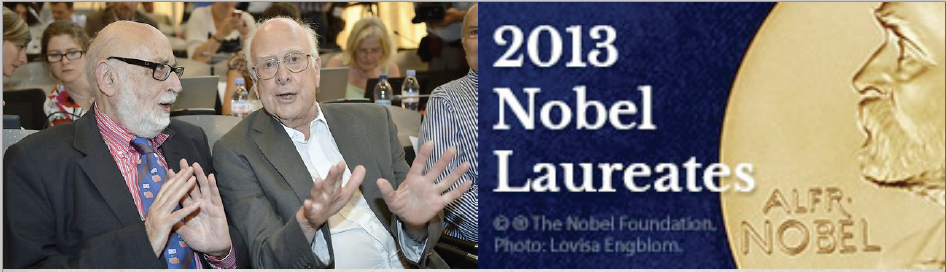 2013
Nobel
Laureates
© ® The Nobel Foundation.
Photo: Lovisa Engblom.
ALFR·
NOBEL